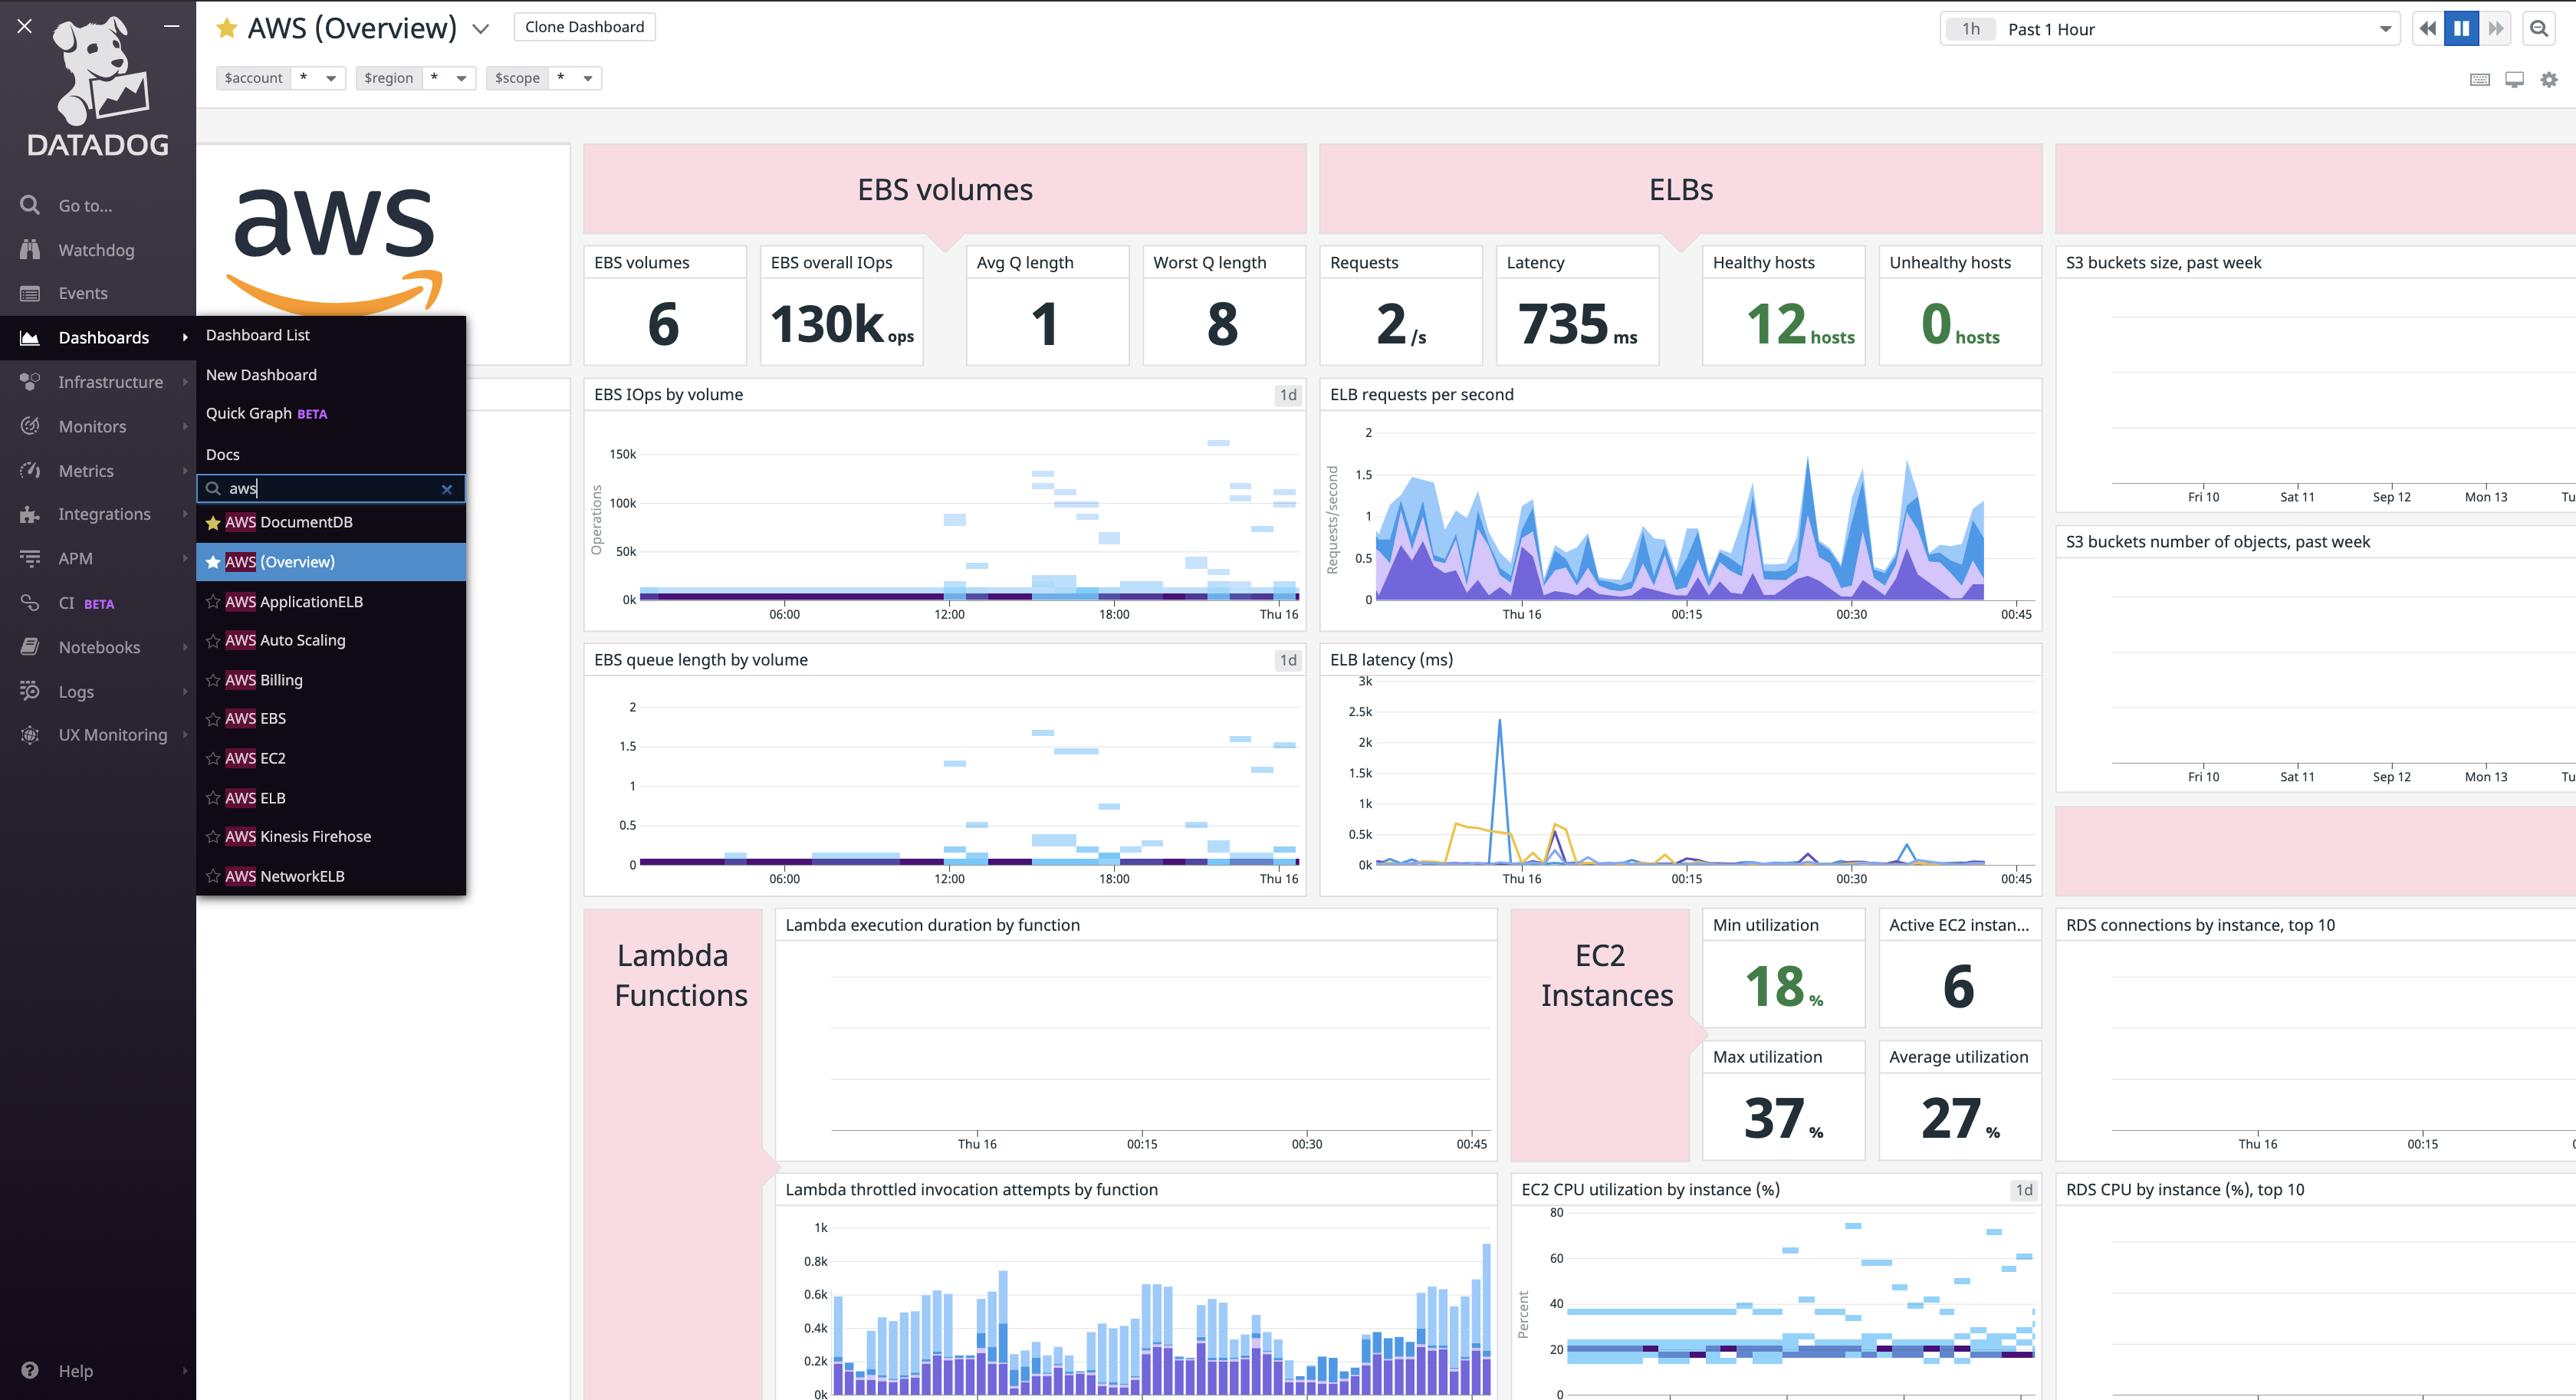 DATADOG
Go to...
Watchdog
Events
Dashboards
Infrastructure
Monitors
Metrics
Integrations
APM
CI BETA
Notebooks
Logs
UX Monitoring
Help
Dashboard List
New Dashboard
Quick Graph BETA
Docs
aws
AWS DocumentDB
AWS (Overview)
AWS ApplicationELB
AWS Auto Scaling
AWS Billing
AWS EBS
AWS EC2
AWS ELB
AWS Kinesis Firehose
AWS NetworkELB
AWS (Overview)
Clone Dashboard
1h Past 1 Hour
$account *
$region *
$scope *
aws
EBS volumes
EBS volumes
6
EBS overall IOps
130k ops
Avg Q length
1
Worst Q length
8
EBS IOps by volume
1d
Operations
150k
100k
50k
0k
06:00 12:00 18:00 Thu 16
EBS queue length by volume
1d
2
1.5
1
0.5
0
06:00 12:00 18:00 Thu 16
ELBs
Requests
2 /s
Latency
735 ms
Healthy hosts
12 hosts
Unhealthy hosts
0 hosts
ELB requests per second
Requests/second
2
1.5
1
0.5
0
Thu 16 00:15 00:30 00:45
ELB latency (ms)
3k
2.5k
2k
1.5k
1k
0.5k
0k
Thu 16 00:15 00:30 00:45
S3 buckets size, past week
Fri 10 Sat 11 Sep 12 Mon 13 Tu
S3 buckets number of objects, past week
Fri 10 Sat 11 Sep 12 Mon 13 Tu
Lambda
Functions
Lambda execution duration by function
Thu 16 00:15 00:30 00:45
Lambda throttled invocation attempts by function
1k
0.8k
0.6k
0.4k
0.2k
0k
EC2
Instances
Min utilization
18 %
Active EC2 instan...
6
Max utilization
37 %
Average utilization
27 %
EC2 CPU utilization by instance (%)
1d
Percent
80
60
40
20
0
RDS connections by instance, top 10
Thu 16 00:15
RDS CPU by instance (%), top 10